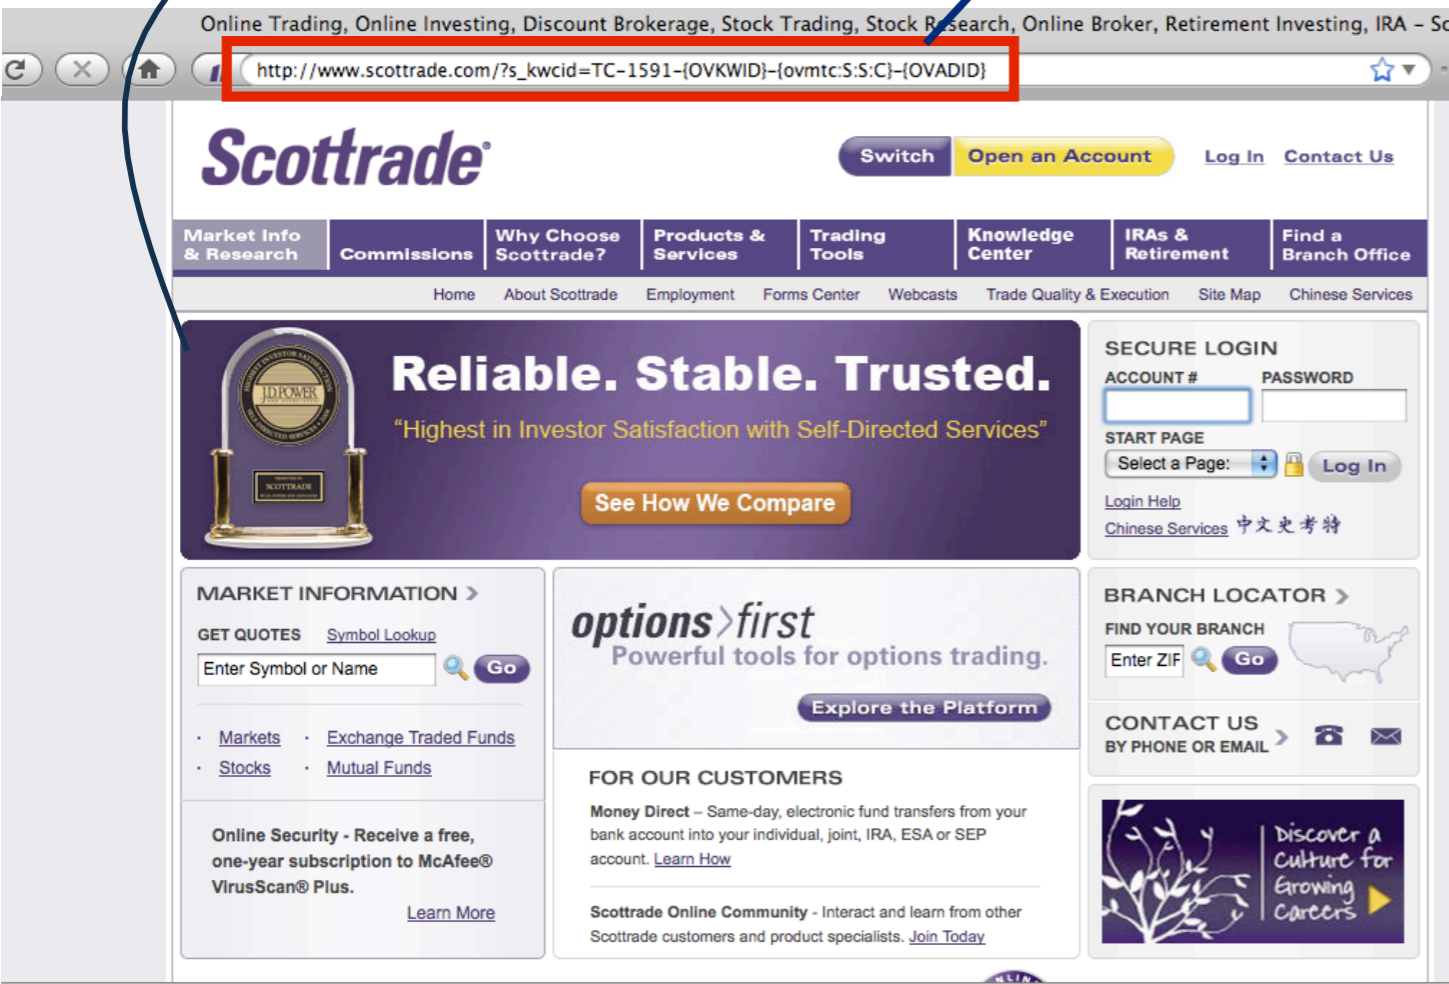 Online Trading, Online Investing, Discount Brokerage, Stock Trading, Stock Research, Online Broker, Retirement Investing, IRA – Sc
http://www.scottrade.com/?s_kwcid=TC-1591-{OVKWID}-{ovmtc:S:S:C}-{OVADID}
Scottrade®
Switch Open an Account Log In Contact Us
Market Info & Research
Commissions
Why Choose Scottrade?
Products & Services
Trading Tools
Knowledge Center
IRAs & Retirement
Find a Branch Office
Home About Scottrade Employment Forms Center Webcasts Trade Quality & Execution Site Map Chinese Services
J.D.POWER
SCOTTRADE
Reliable. Stable. Trusted.
“Highest in Investor Satisfaction with Self-Directed Services”
See How We Compare
SECURE LOGIN
ACCOUNT # PASSWORD
START PAGE
Select a Page: Log In
Login Help
Chinese Services 中文史考特
MARKET INFORMATION >
GET QUOTES Symbol Lookup
Enter Symbol or Name Go
· Markets · Exchange Traded Funds
· Stocks · Mutual Funds
Online Security - Receive a free,
one-year subscription to McAfee®
VirusScan® Plus.
Learn More
options>first
Powerful tools for options trading.
Explore the Platform
FOR OUR CUSTOMERS
Money Direct – Same-day, electronic fund transfers from your
bank account into your individual, joint, IRA, ESA or SEP
account. Learn How
Scottrade Online Community - Interact and learn from other
Scottrade customers and product specialists. Join Today
BRANCH LOCATOR >
FIND YOUR BRANCH
Enter ZIF Go
CONTACT US >
BY PHONE OR EMAIL
Discover a
Culture for
Growing
Careers